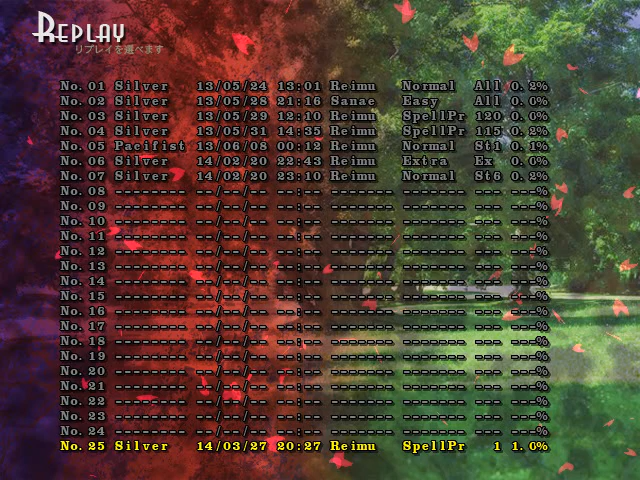 Replay
リプレイを選べます
No. 01 Silver 13/05/24 13:01 Reimu Normal All 0.2%
No. 02 Silver 13/05/28 21:16 Sanae Easy All 0.0%
No. 03 Silver 13/05/29 12:10 Reimu SpellPr 120 0.0%
No. 04 Silver 13/05/31 14:35 Reimu SpellPr 115 0.2%
No. 05 Pacifist 13/06/08 00:12 Reimu Normal St1 0.1%
No. 06 Silver 14/02/20 22:43 Reimu Extra Ex 0.0%
No. 07 Silver 14/02/20 23:10 Reimu Normal St6 0.2%
No. 08 -------- --/--/-- --:-- ------- ------- --- ---%
No. 09 -------- --/--/-- --:-- ------- ------- --- ---%
No. 10 -------- --/--/-- --:-- ------- ------- --- ---%
No. 11 -------- --/--/-- --:-- ------- ------- --- ---%
No. 12 -------- --/--/-- --:-- ------- ------- --- ---%
No. 13 -------- --/--/-- --:-- ------- ------- --- ---%
No. 14 -------- --/--/-- --:-- ------- ------- --- ---%
No. 15 -------- --/--/-- --:-- ------- ------- --- ---%
No. 16 -------- --/--/-- --:-- ------- ------- --- ---%
No. 17 -------- --/--/-- --:-- ------- ------- --- ---%
No. 18 -------- --/--/-- --:-- ------- ------- --- ---%
No. 19 -------- --/--/-- --:-- ------- ------- --- ---%
No. 20 -------- --/--/-- --:-- ------- ------- --- ---%
No. 21 -------- --/--/-- --:-- ------- ------- --- ---%
No. 22 -------- --/--/-- --:-- ------- ------- --- ---%
No. 23 -------- --/--/-- --:-- ------- ------- --- ---%
No. 24 -------- --/--/-- --:-- ------- ------- --- ---%
No. 25 Silver 14/03/27 20:27 Reimu SpellPr 1 1.0%